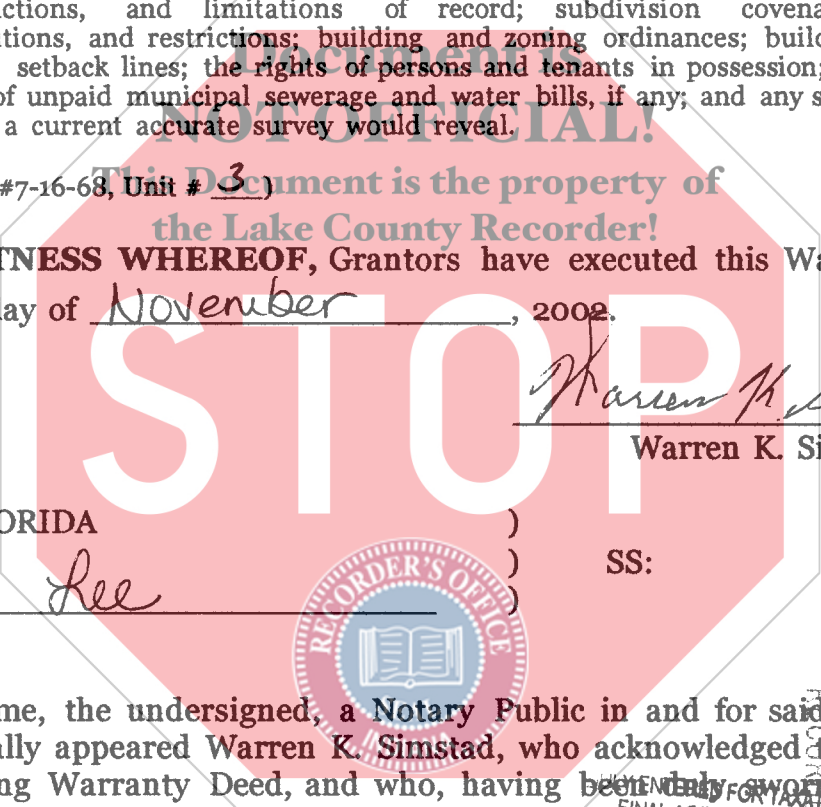 ctions, and limitations of record; subdivision covena
itions, and restrictions; building and zoning ordinances; build
setback lines; the rights of persons and tenants in possession;
of unpaid municipal sewerage and water bills, if any; and any s
a current accurate survey would reveal.
Document is
NOT OFFICIAL!
This Document is the property of
the Lake County Recorder!
#7-16-68, Unit # 3 )
TNESS WHEREOF, Grantors have executed this Wa
ay of November, 2002.
STOP
Warren K. S
Warren K. Si
ORIDA )
) SS:
Lee )
RECORDER'S OFFICE
me, the undersigned, a Notary Public in and for said
ally appeared Warren K. Simstad, who acknowledged t
ng Warranty Deed, and who, having been duly sworn